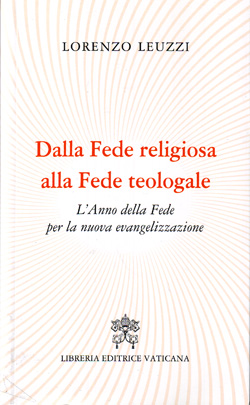 LORENZO LEUZZI
Dalla Fede religiosa
alla Fede teologale
L'Anno della Fede
per la nuova evangelizzazione
LIBRERIA EDITRICE VATICANA